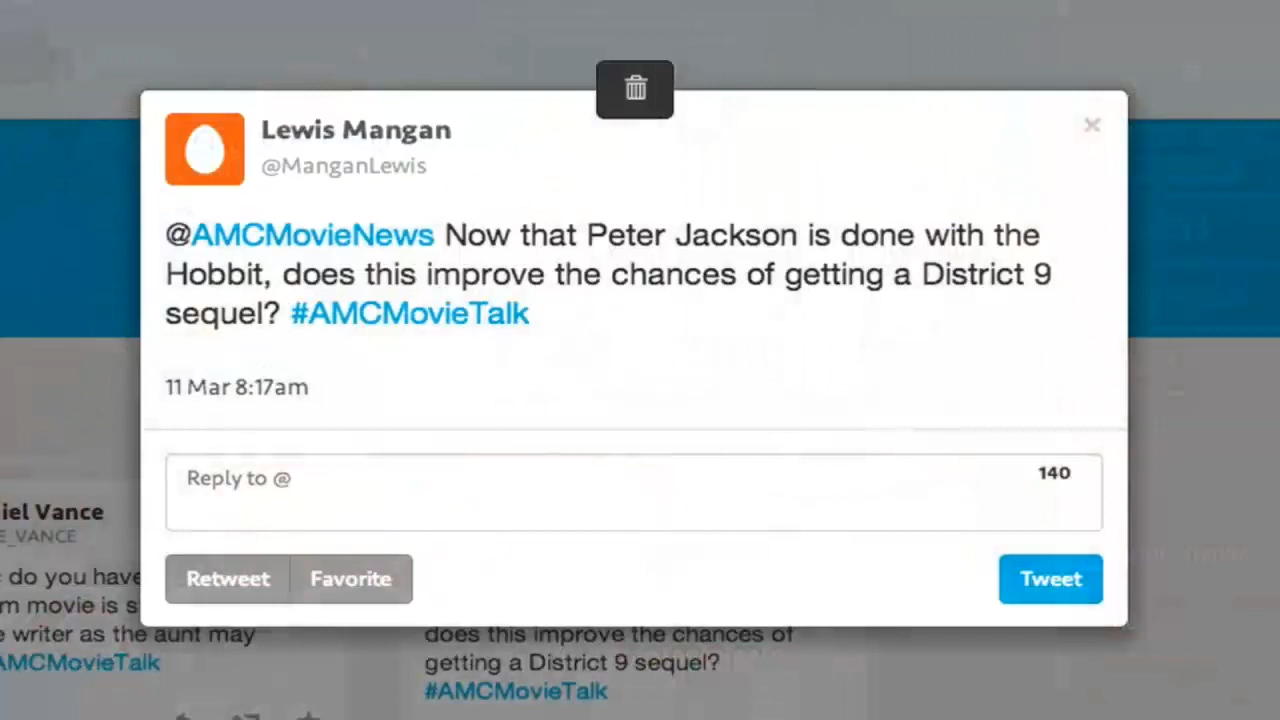 Lewis Mangan
@ManganLewis
@AMCMovieNews Now that Peter Jackson is done with the
Hobbit, does this improve the chances of getting a District 9
sequel? #AMCMovieTalk
11 Mar 8:17am
Reply to @
140
Retweet
Favorite
Tweet
iel Vance
E_VANCE
do you have
m movie is s
e writer as the aunt may
AMCMovieTalk
does this improve the chances of
getting a District 9 sequel?
#AMCMovieTalk